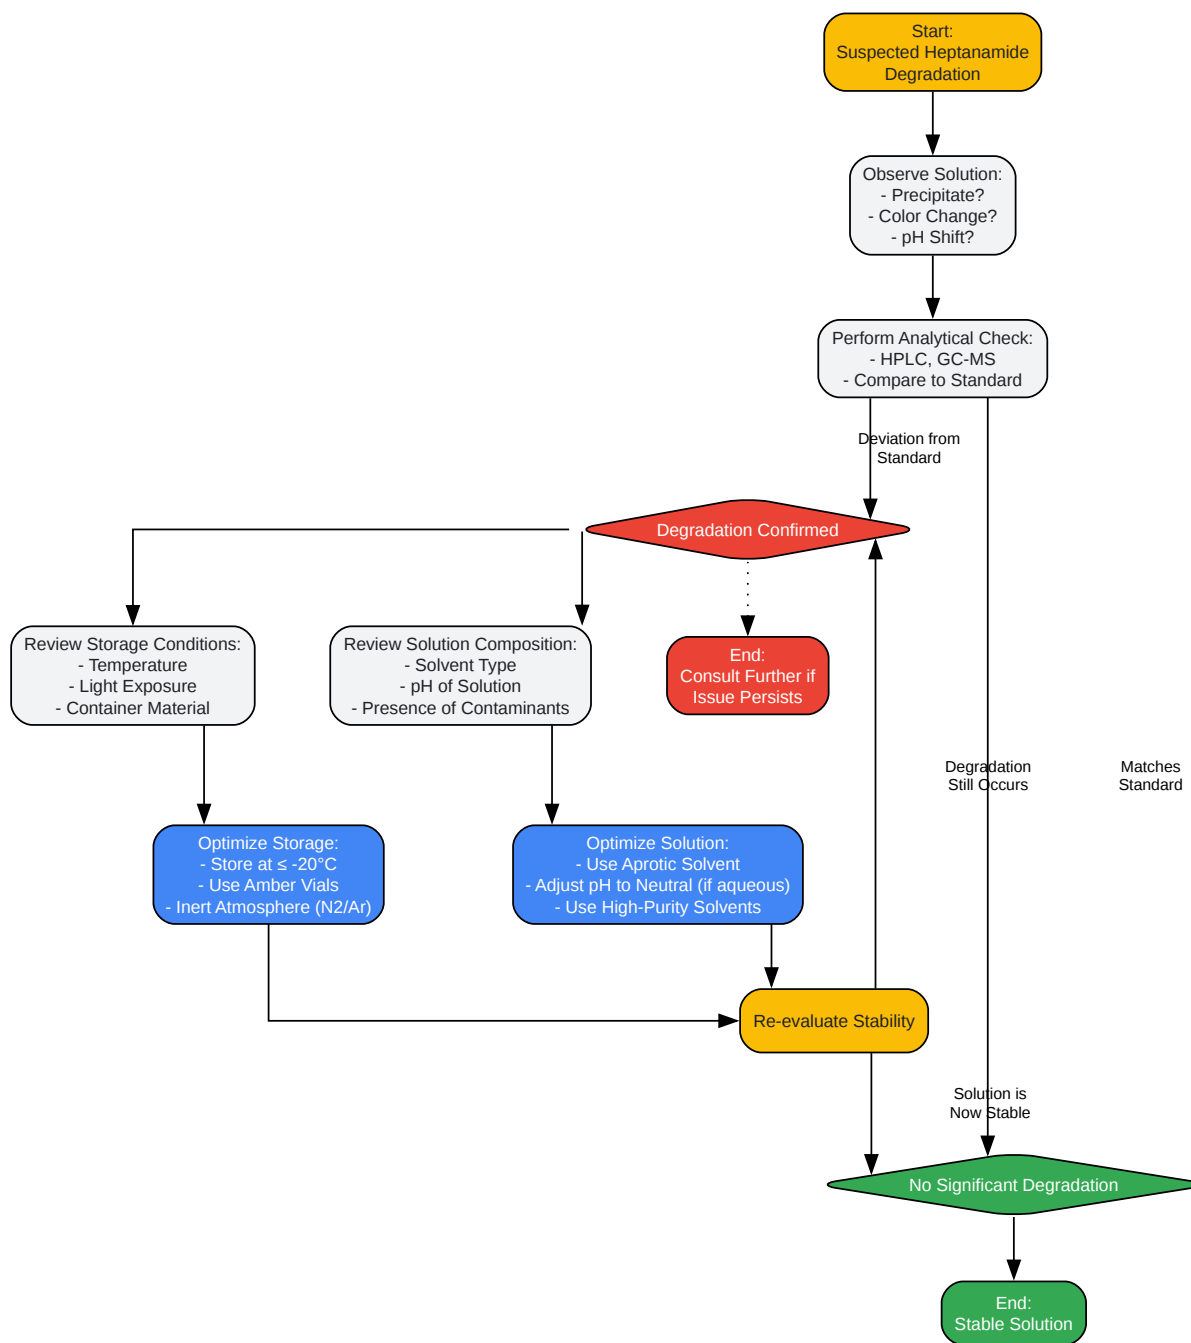 Start:
Suspected Heptanamide
Degradation
Observe Solution:
- Precipitate?
- Color Change?
- pH Shift?
Perform Analytical Check:
- HPLC, GC-MS
- Compare to Standard
Deviation from
Standard
Degradation Confirmed
Review Storage Conditions:
- Temperature
- Light Exposure
- Container Material
Review Solution Composition:
- Solvent Type
- pH of Solution
- Presence of Contaminants
End:
Consult Further if
Issue Persists
Degradation
Still Occurs
Matches
Standard
Optimize Storage:
- Store at ≤ -20°C
- Use Amber Vials
- Inert Atmosphere (N2/Ar)
Optimize Solution:
- Use Aprotic Solvent
- Adjust pH to Neutral (if aqueous)
- Use High-Purity Solvents
Re-evaluate Stability
Solution is
Now Stable
No Significant Degradation
End:
Stable Solution